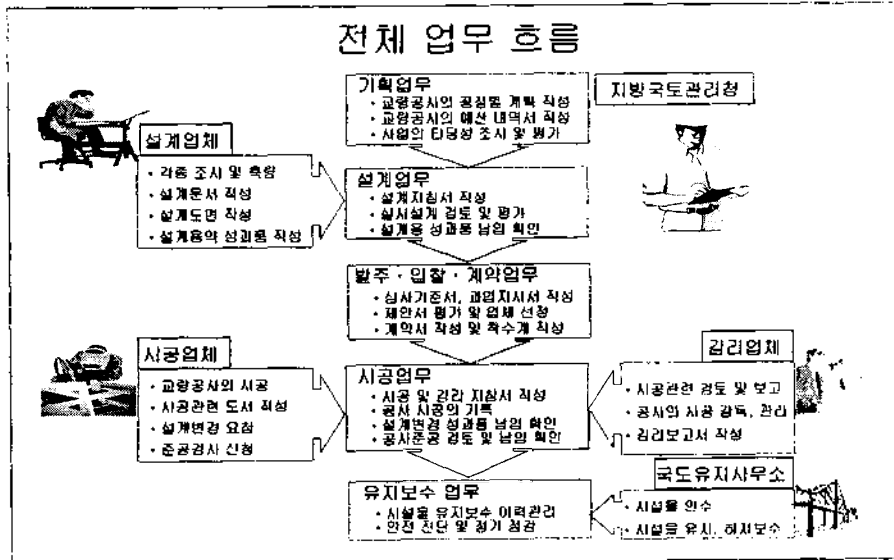 전체 업무 흐름
기획업무
• 교량공사의 공정별 계획 작성
• 교량공사의 예산 내역서 작성
• 사업의 타당성 조사 및 평가
지방국토관리청
설계업체
• 각종 조사 및 측량
• 설계문서 작성
• 설계도면 작성
• 설계용역 성과품 작성
설계업무
• 설계지침서 작성
• 실시설계 검토 및 평가
• 설계용 성과품 납입 확인
발주 · 입찰 · 계약업무
• 심사기준서, 과업지시서 작성
• 제안서 평가 및 업체 선정
• 계약서 작성 및 착수계 작성
시공업체
• 교량공사의 시공
• 시공관련 도서 작성
• 설계변경 요청
• 준공검사 신청
시공업무
• 시공 및 감리 지침서 작성
• 공사 시공의 기록
• 설계변경 성과품 납입 확인
• 공사준공 검토 및 납입 확인
감리업체
• 시공관련 검토 및 보고
• 공사의 시공 감독, 관리
• 감리보고서 작성
유지보수 업무
• 시설물 유지보수 이력관리
• 안전 진단 및 정기 점검
국도유지사무소
• 시설물 인수
• 시설물 유지, 하자보수